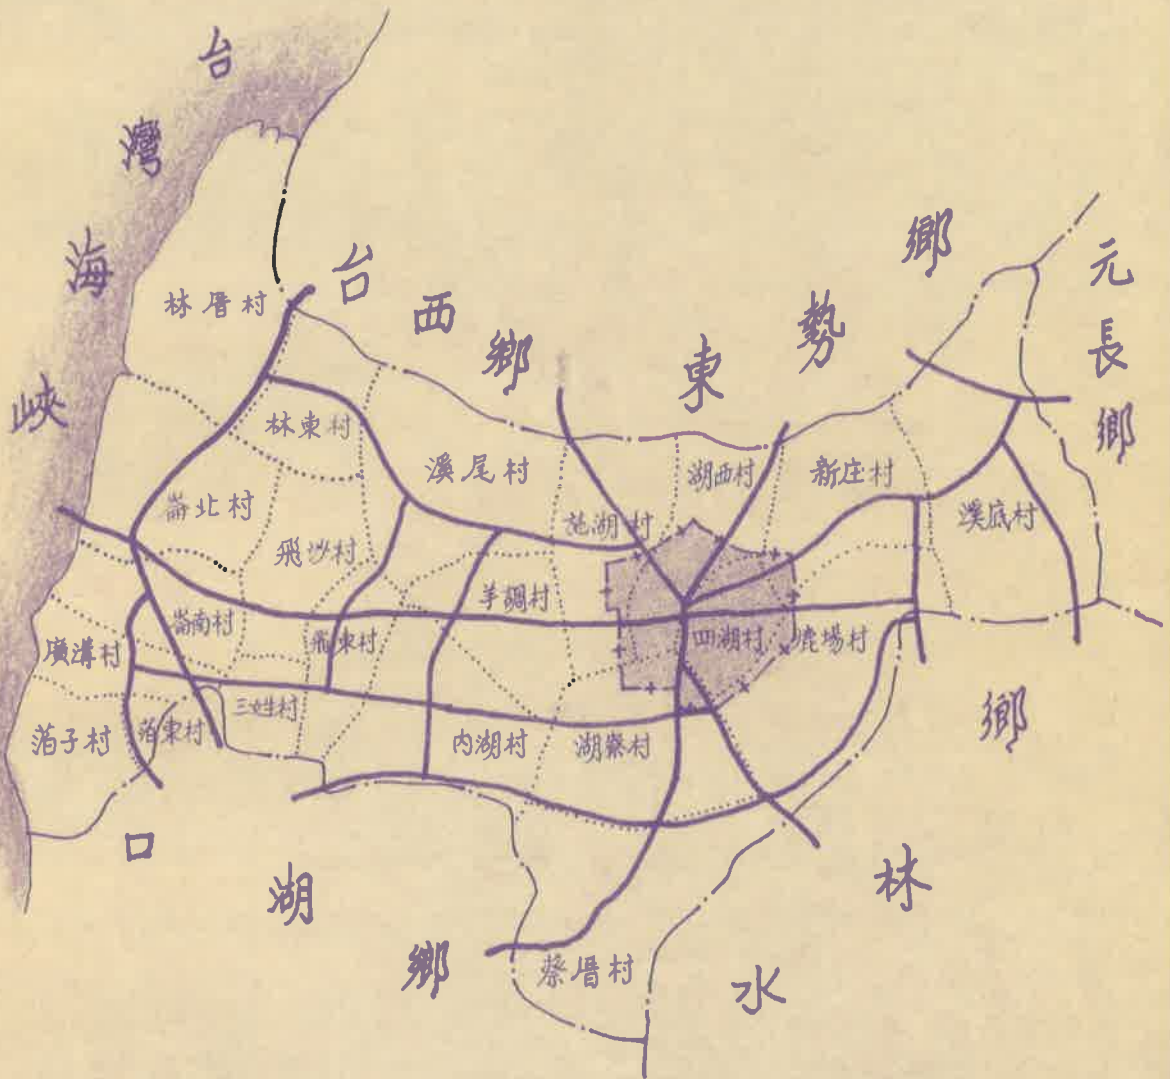 台灣海峽
台西鄉
東勢鄉
元長鄉
林厝村
林東村
溪尾村
湖西村
新庄村
崙北村
施湖村
溪底村
飛沙村
羊稠村
崙南村
飛東村
四湖村
鹿場村
廣溝村
三姓村
箔子村
箔東村
內湖村
湖寮村
口湖鄉
蔡厝村
水林鄉